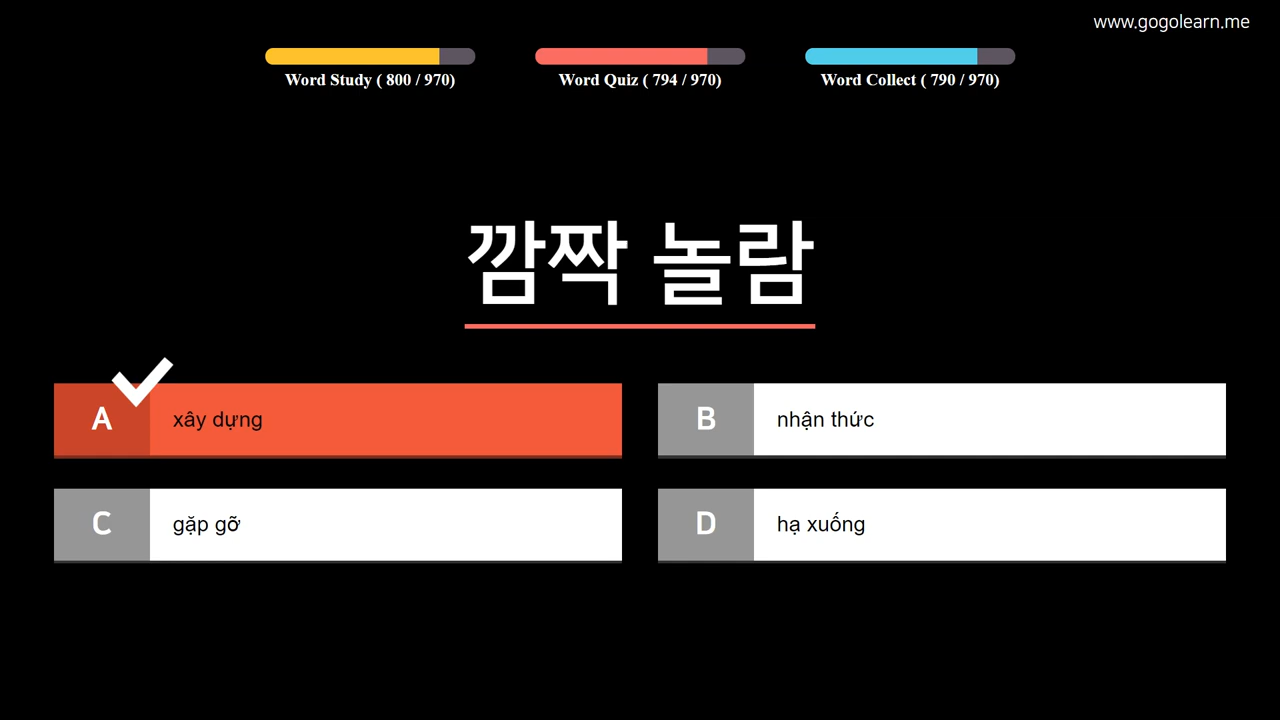 www.gogolearn.me
Word Study ( 800 / 970)
Word Quiz ( 794 / 970)
Word Collect ( 790 / 970)
깜짝 놀람
A
xây dựng
B
nhận thức
C
gặp gỡ
D
hạ xuống